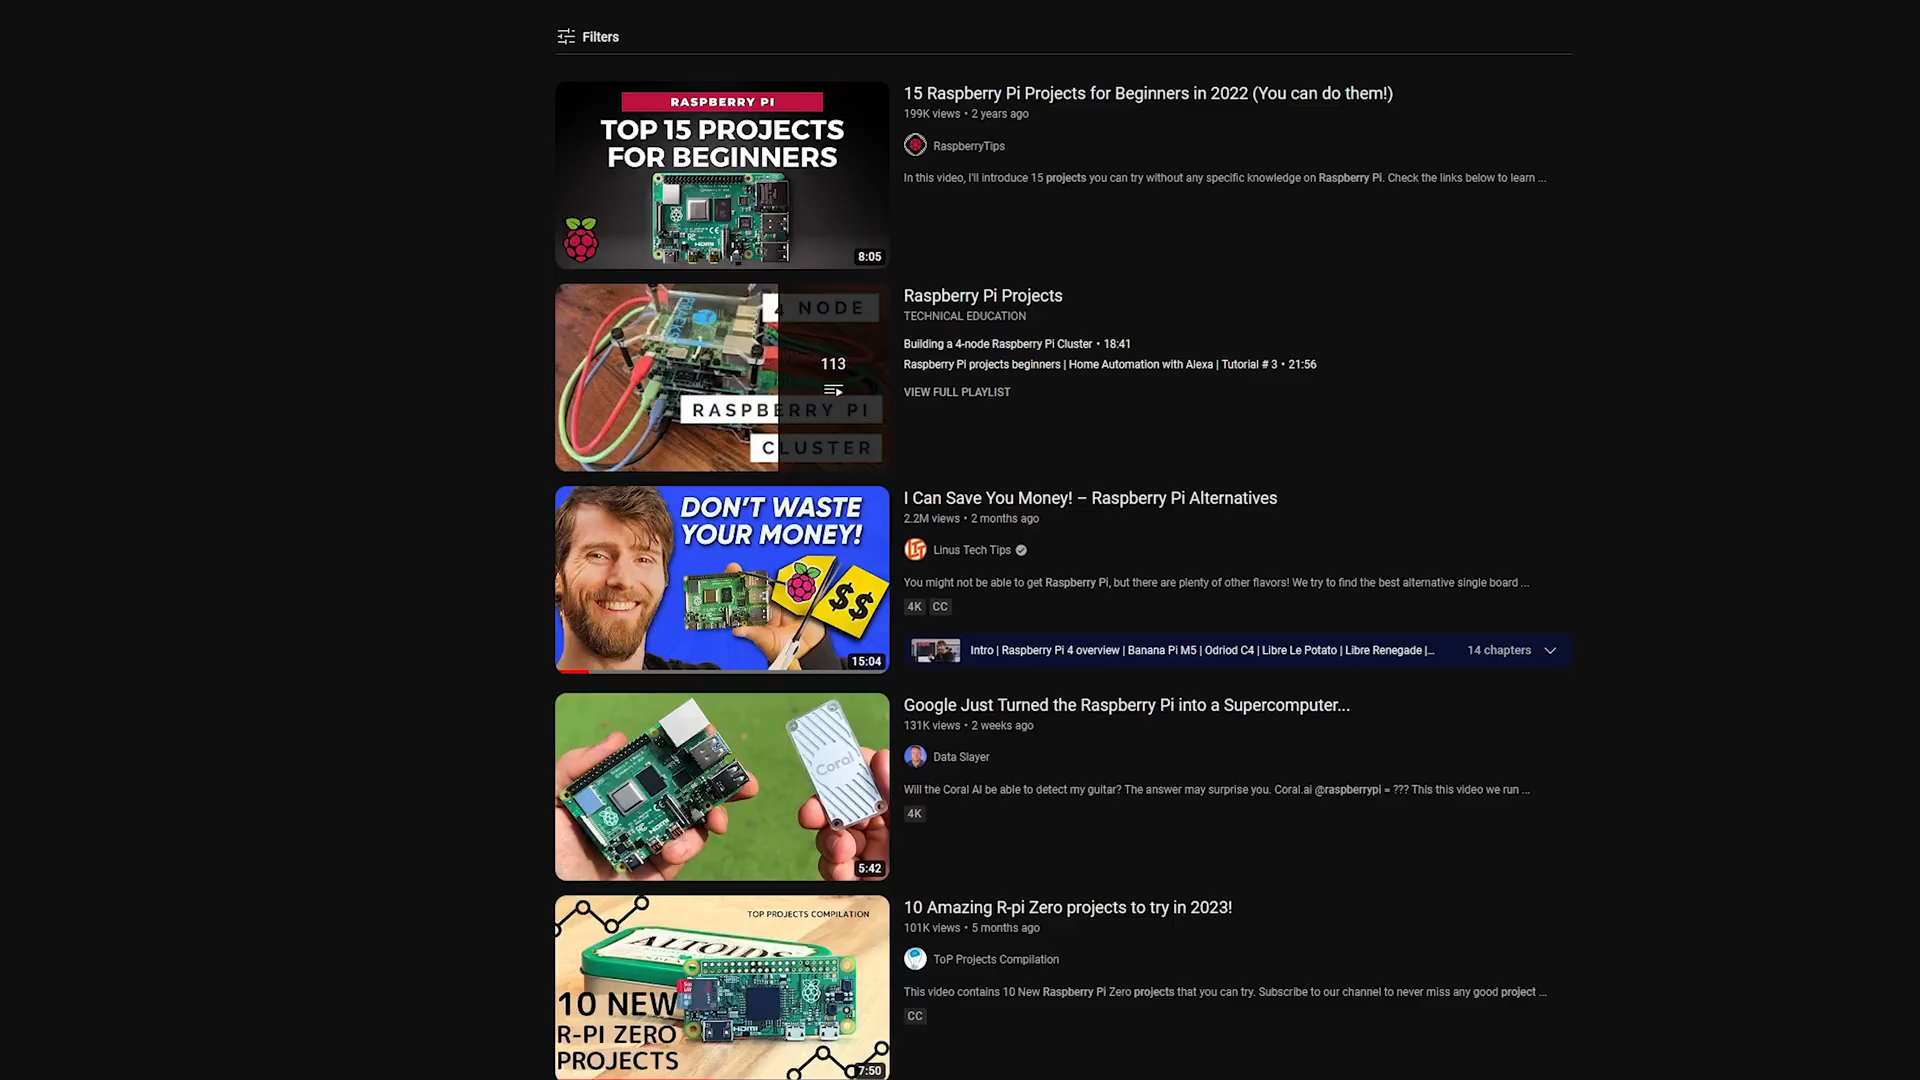 Filters
RASPBERRY PI
TOP 15 PROJECTS
FOR BEGINNERS
HDMI
8:05
15 Raspberry Pi Projects for Beginners in 2022 (You can do them!)
199K views • 2 years ago
RaspberryTips
In this video, I'll introduce 15 projects you can try without any specific knowledge on Raspberry Pi. Check the links below to learn ...
4 NODE
113
RASPBERRY PI
CLUSTER
Raspberry Pi Projects
TECHNICAL EDUCATION
Building a 4-node Raspberry Pi Cluster • 18:41
Raspberry Pi projects beginners | Home Automation with Alexa | Tutorial # 3 • 21:56
VIEW FULL PLAYLIST
DON'T WASTE
YOUR MONEY!
$$
15:04
I Can Save You Money! – Raspberry Pi Alternatives
2.2M views • 2 months ago
Linus Tech Tips
You might not be able to get Raspberry Pi, but there are plenty of other flavors! We try to find the best alternative single board ...
4K CC
Intro | Raspberry Pi 4 overview | Banana Pi M5 | Odriod C4 | Libre Le Potato | Libre Renegade |...
14 chapters
Coral
HDMI
5:42
Google Just Turned the Raspberry Pi into a Supercomputer...
131K views • 2 weeks ago
Data Slayer
Will the Coral AI be able to detect my guitar? The answer may surprise you. Coral.ai @raspberrypi = ??? This this video we run ...
4K
TOP PROJECTS COMPILATION
ALTOIDS
10 NEW
R-PI ZERO
PROJECTS
HDMI
7:50
10 Amazing R-pi Zero projects to try in 2023!
101K views • 5 months ago
ToP Projects Compilation
This video contains 10 New Raspberry Pi Zero projects that you can try. Subscribe to our channel to never miss any good project ...
CC